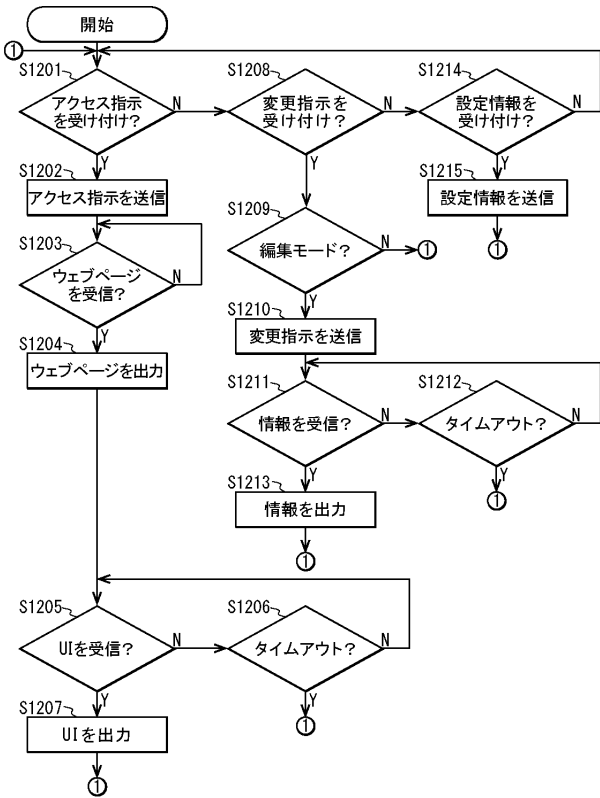 開始
①
S1201
アクセス指示
を受け付け?
N
Y
S1208
変更指示を
受け付け?
N
Y
S1214
設定情報を
受け付け?
N
Y
S1202
アクセス指示を送信
S1215
設定情報を送信
①
S1203
ウェブページ
を受信?
N
Y
S1209
編集モード?
N
①
Y
S1204
ウェブページを出力
S1210
変更指示を送信
S1211
情報を受信?
N
Y
S1212
タイムアウト?
N
Y
①
S1213
情報を出力
①
S1205
UIを受信?
N
Y
S1206
タイムアウト?
N
Y
①
S1207
UIを出力
①